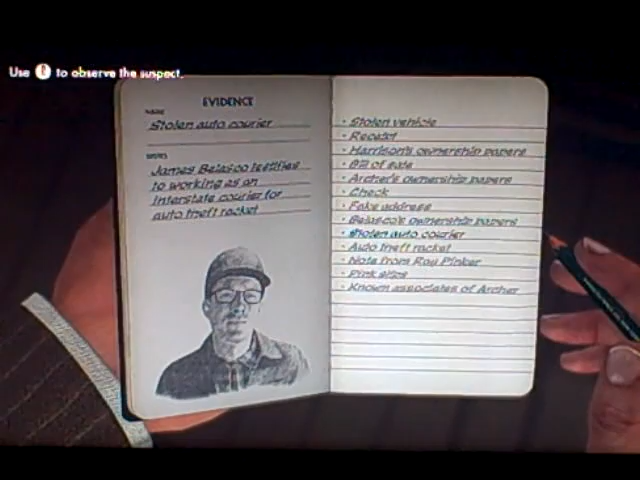 Use L to observe the suspect.
EVIDENCE
NAME
Stolen auto courier
NOTES
James Belasco testifies
to working as an
interstate courier for
auto theft racket
- Stolen vehicle
- Receipt
- Harrison's ownership papers
- Bill of sale
- Archer's ownership papers
- Check
- Fake address
- Belasco's ownership papers
- Stolen auto courier
- Auto theft racket
- Note from Ray Pinker
- Pink slips
- Known associates of Archer